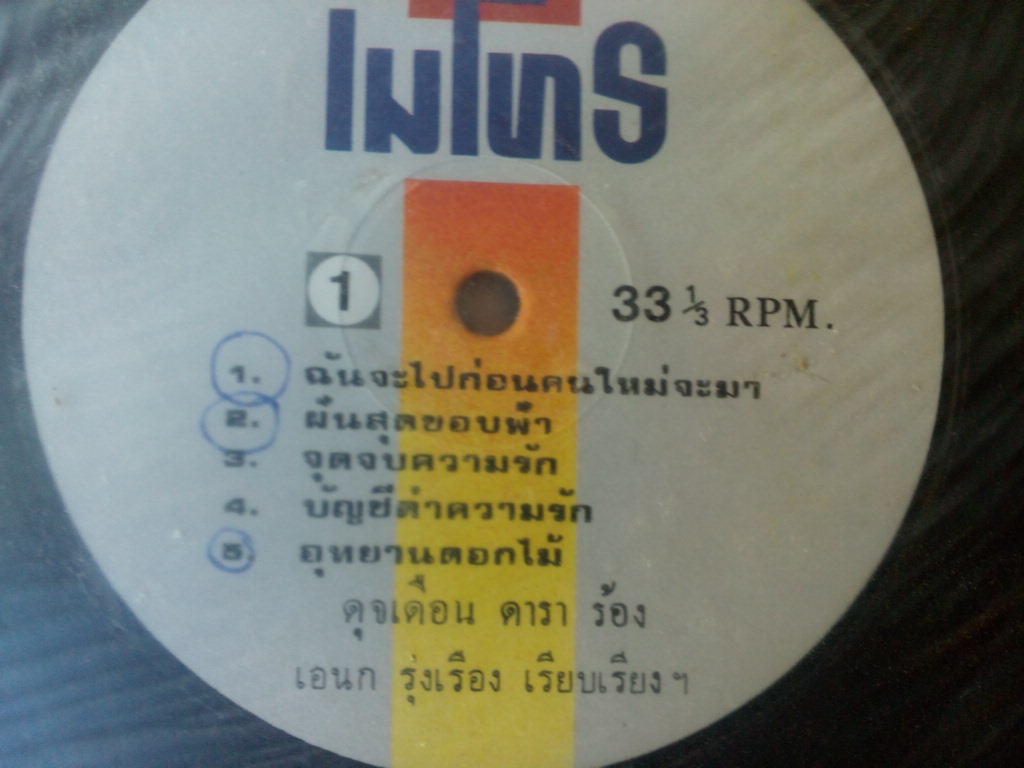 เมโทร
1
33 ⅓ RPM.
1. ฉันจะไปก่อนคนใหม่จะมา
2. ฝันสุดขอบฟ้า
3. จุดจบความรัก
4. บัญชีดำความรัก
5. อุทยานดอกไม้
ดุจเดือน ดารา ร้อง
เอนก รุ่งเรือง เรียบเรียงฯ